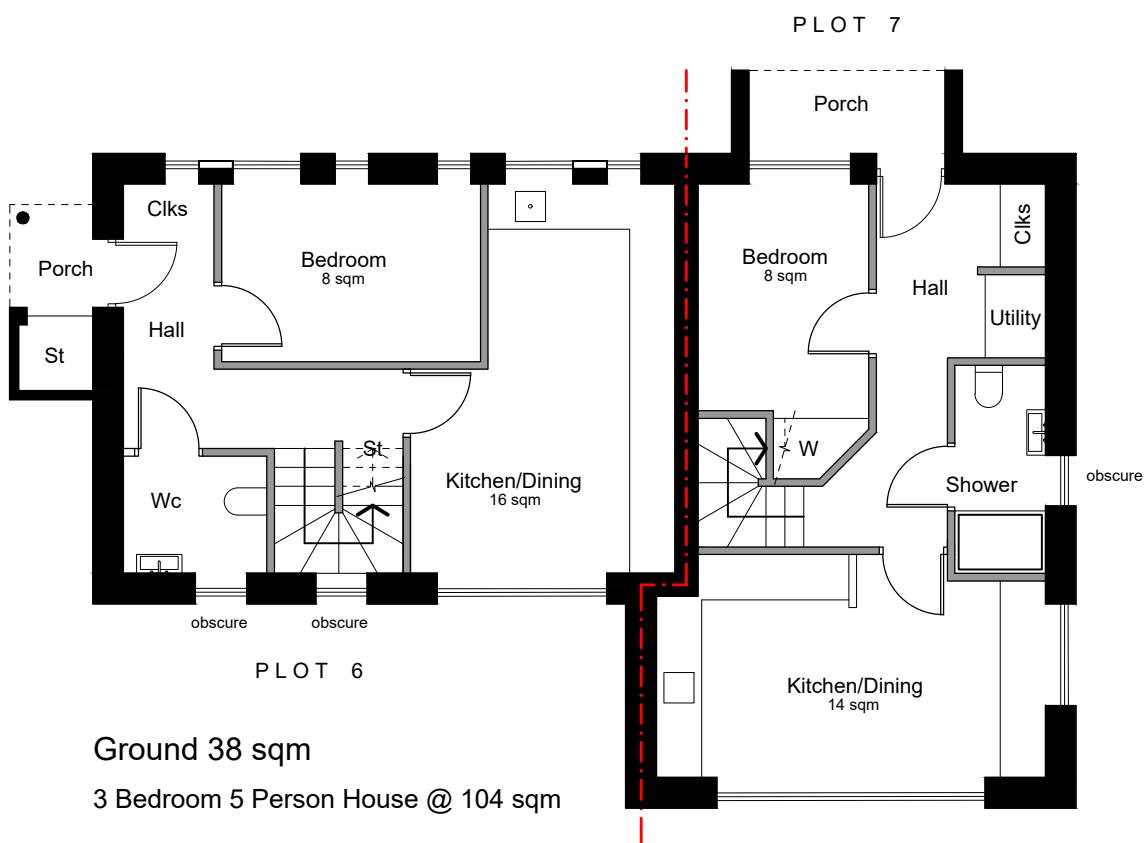 PLOT 7
Porch
Clks
Bedroom
8 sqm
Porch
Hall
St
St
Wc
Kitchen/Dining
16 sqm
obscure
obscure
PLOT 6
Bedroom
8 sqm
Clks
Hall
Utility
W
Shower
obscure
Kitchen/Dining
14 sqm
Ground 38 sqm
3 Bedroom 5 Person House @ 104 sqm